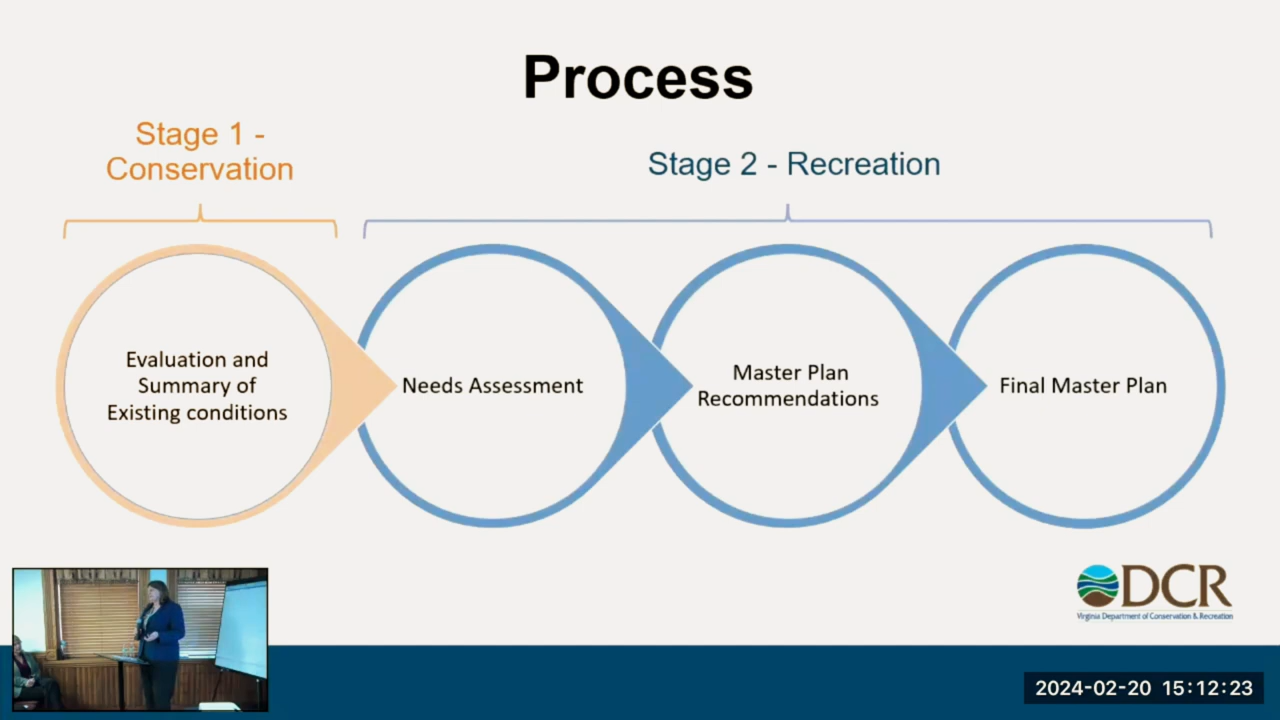 Process
Stage 1 -
Conservation
Stage 2 - Recreation
Evaluation and
Summary of
Existing conditions
Needs Assessment
Master Plan
Recommendations
Final Master Plan
DCR
Virginia Department of Conservation & Recreation
2024-02-20 15:12:23